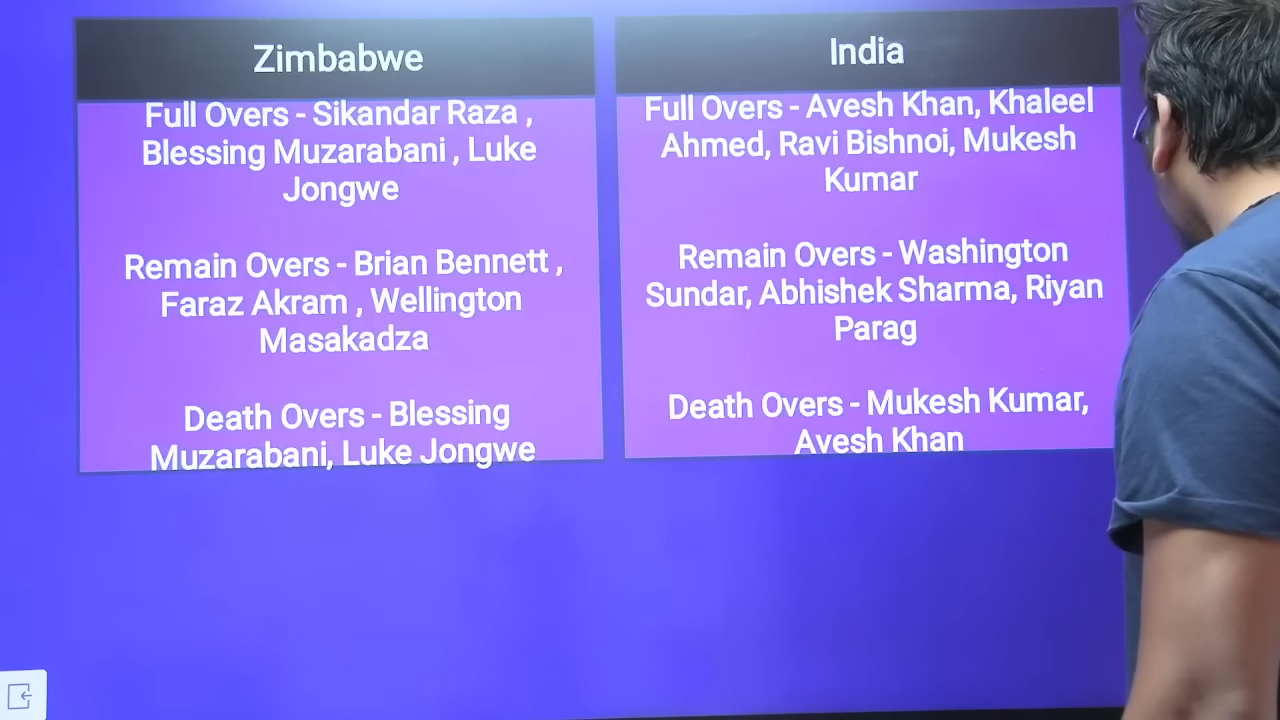 Zimbabwe
Full Overs - Sikandar Raza ,
Blessing Muzarabani , Luke
Jongwe
Remain Overs - Brian Bennett ,
Faraz Akram , Wellington
Masakadza
Death Overs - Blessing
Muzarabani, Luke Jongwe
India
Full Overs - Avesh Khan, Khaleel
Ahmed, Ravi Bishnoi, Mukesh
Kumar
Remain Overs - Washington
Sundar, Abhishek Sharma, Riyan
Parag
Death Overs - Mukesh Kumar,
Avesh Khan